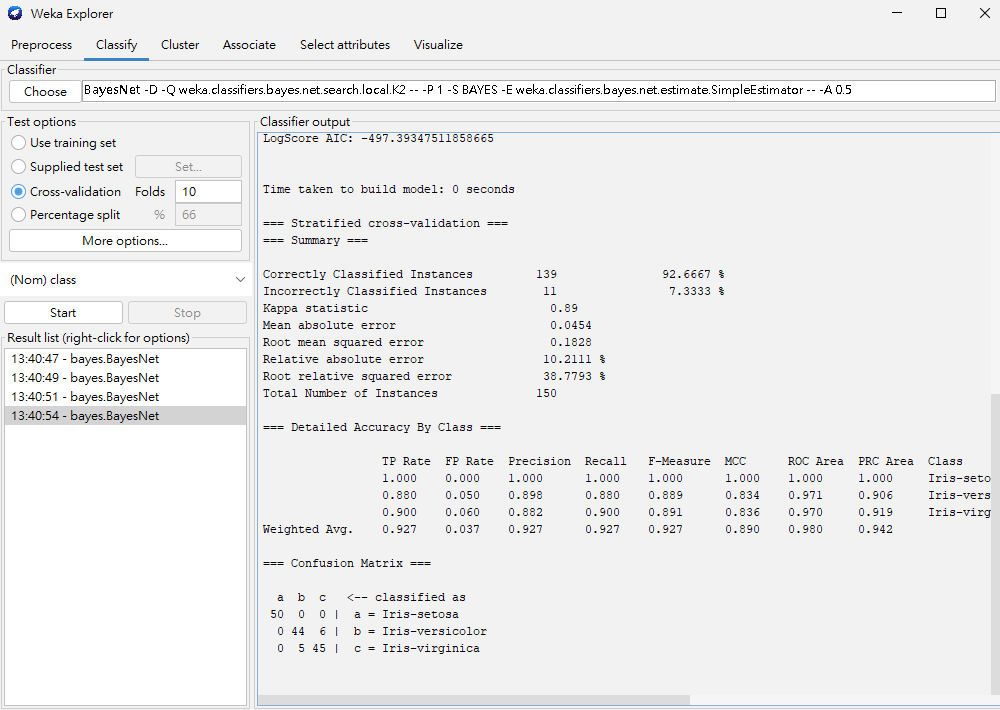 Weka Explorer
Preprocess Classify Cluster Associate Select attributes Visualize
Classifier
Choose BayesNet -D -Q weka.classifiers.bayes.net.search.local.K2 -- -P 1 -S BAYES -E weka.classifiers.bayes.net.estimate.SimpleEstimator -- -A 0.5
Test options
Use training set
Supplied test set Set...
Cross-validation Folds 10
Percentage split % 66
More options...
(Nom) class
Start Stop
Result list (right-click for options)
13:40:47 - bayes.BayesNet
13:40:49 - bayes.BayesNet
13:40:51 - bayes.BayesNet
13:40:54 - bayes.BayesNet
Classifier output
LogScore AIC: -497.39347511858665
Time taken to build model: 0 seconds
=== Stratified cross-validation ===
=== Summary ===
Correctly Classified Instances 139 92.6667 %
Incorrectly Classified Instances 11 7.3333 %
Kappa statistic 0.89
Mean absolute error 0.0454
Root mean squared error 0.1828
Relative absolute error 10.2111 %
Root relative squared error 38.7793 %
Total Number of Instances 150
=== Detailed Accuracy By Class ===
TP Rate FP Rate Precision Recall F-Measure MCC ROC Area PRC Area Class
1.000 0.000 1.000 1.000 1.000 1.000 1.000 1.000 Iris-seto
0.880 0.050 0.898 0.880 0.889 0.834 0.971 0.906 Iris-vers
0.900 0.060 0.882 0.900 0.891 0.836 0.970 0.919 Iris-virg
Weighted Avg. 0.927 0.037 0.927 0.927 0.927 0.890 0.980 0.942
=== Confusion Matrix ===
a b c <-- classified as
50 0 0 | a = Iris-setosa
0 44 6 | b = Iris-versicolor
0 5 45 | c = Iris-virginica